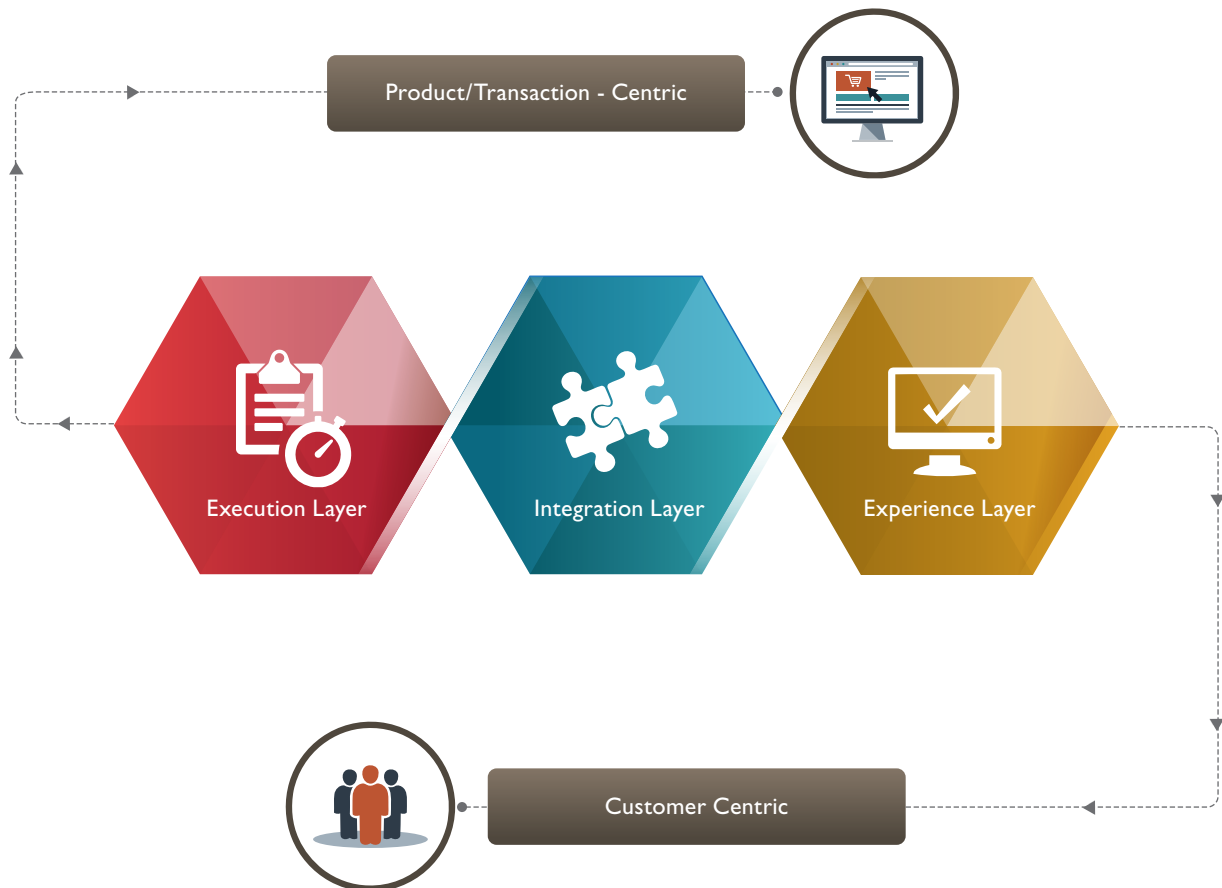 Product/Transaction - Centric
Execution Layer
Integration Layer
Experience Layer
Customer Centric